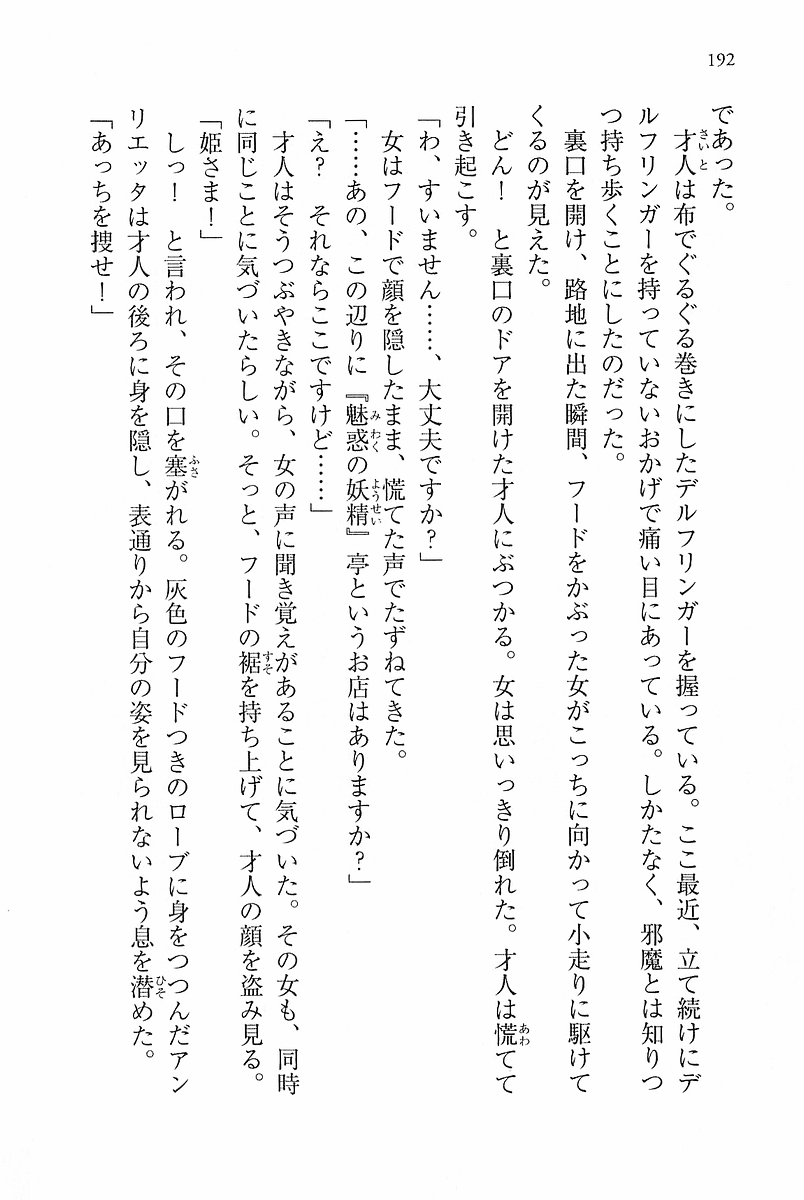 192
であった。
　才人は布でぐるぐる巻きにしたデルフリンガーを握っている。ここ最近、立て続けにデ
ルフリンガーを持っていないおかげで痛い目にあっている。しかたなく、邪魔とは知りつ
つ持ち歩くことにしたのだった。
　裏口を開け、路地に出た瞬間、フードをかぶった女がこっちに向かって小走りに駆けて
くるのが見えた。
　どん！　と裏口のドアを開けた才人にぶつかる。女は思いっきり倒れた。才人は慌てて
引き起こす。
「わ、すいません……、大丈夫ですか？」
　女はフードで顔を隠したまま、慌てた声でたずねてきた。
「……あの、この辺りに『魅惑の妖精』亭というお店はありますか？」
「え？　それならここですけど……」
　才人はそうつぶやきながら、女の声に聞き覚えがあることに気づいた。その女も、同時
に同じことに気づいたらしい。そっと、フードの裾を持ち上げて、才人の顔を盗み見る。
「姫さま！」
　しっ！　と言われ、その口を塞がれる。灰色のフードつきのローブに身をつつんだアン
リエッタは才人の後ろに身を隠し、表通りから自分の姿を見られないよう息を潜めた。
「あっちを捜せ！」